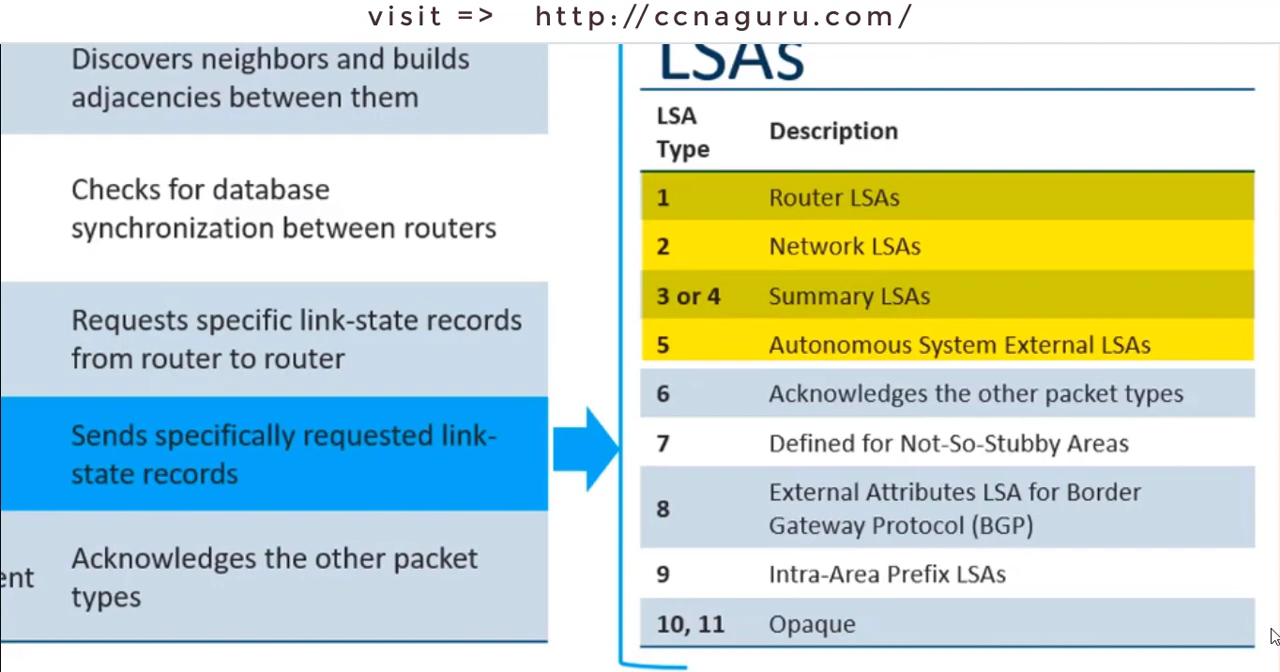 visit => http://ccnaguru.com/
Discovers neighbors and builds
adjacencies between them
Checks for database
synchronization between routers
Requests specific link-state records
from router to router
Sends specifically requested link-
state records
ent
Acknowledges the other packet
types
LSAs
LSA
Type
Description
1 Router LSAs
2 Network LSAs
3 or 4 Summary LSAs
5 Autonomous System External LSAs
6 Acknowledges the other packet types
7 Defined for Not-So-Stubby Areas
8 External Attributes LSA for Border
Gateway Protocol (BGP)
9 Intra-Area Prefix LSAs
10, 11 Opaque